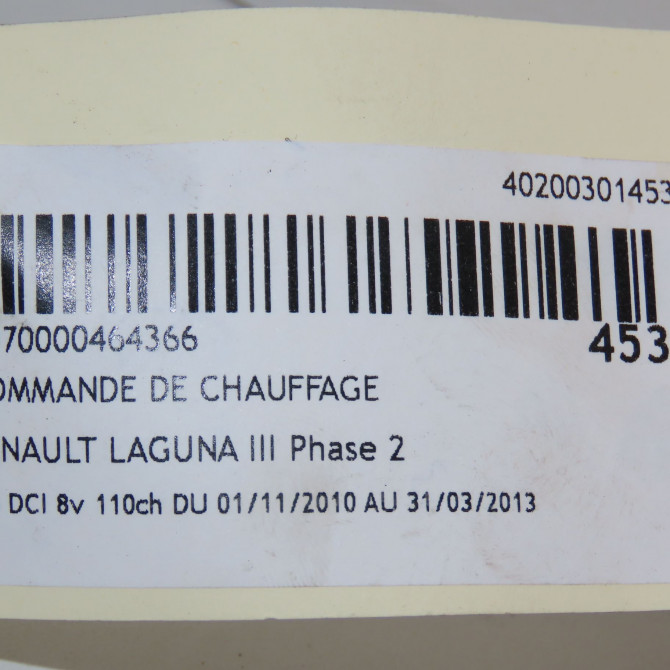 40200301453
70000464366
453
OMMANDE DE CHAUFFAGE
NAULT LAGUNA III Phase 2
DCI 8v 110ch DU 01/11/2010 AU 31/03/2013